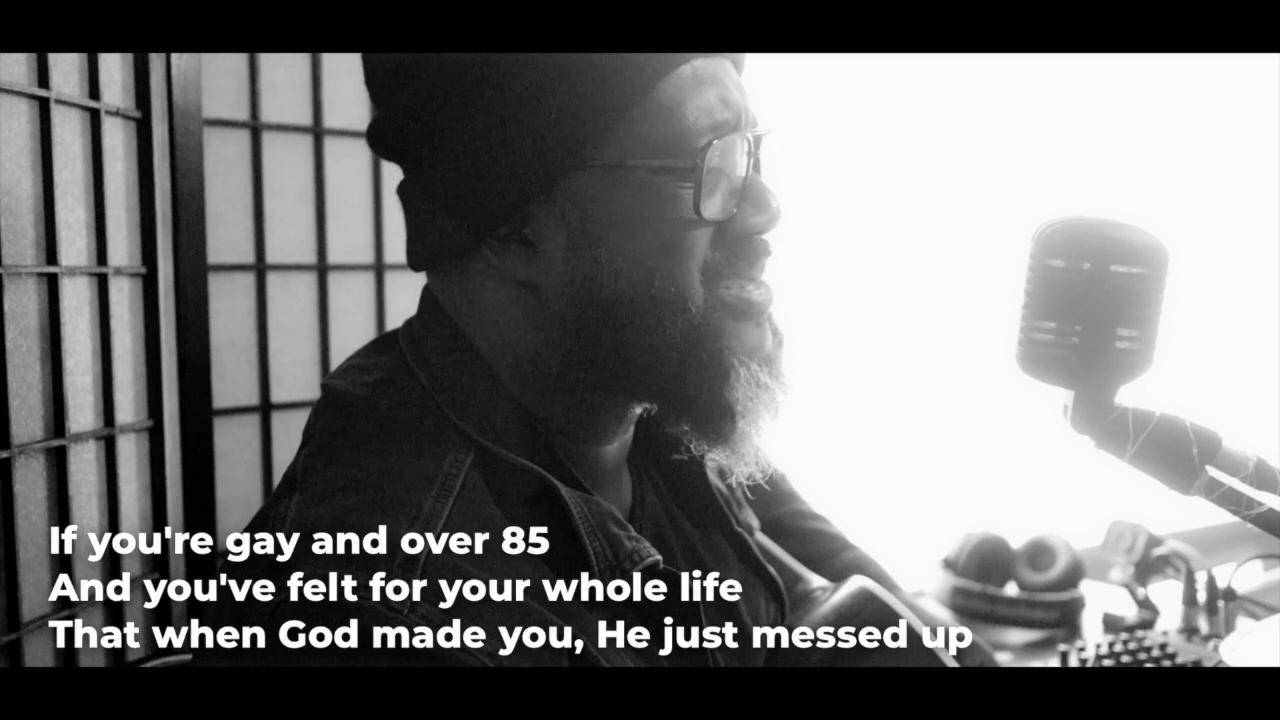 If you're gay and over 85
And you've felt for your whole life
That when God made you, He just messed up